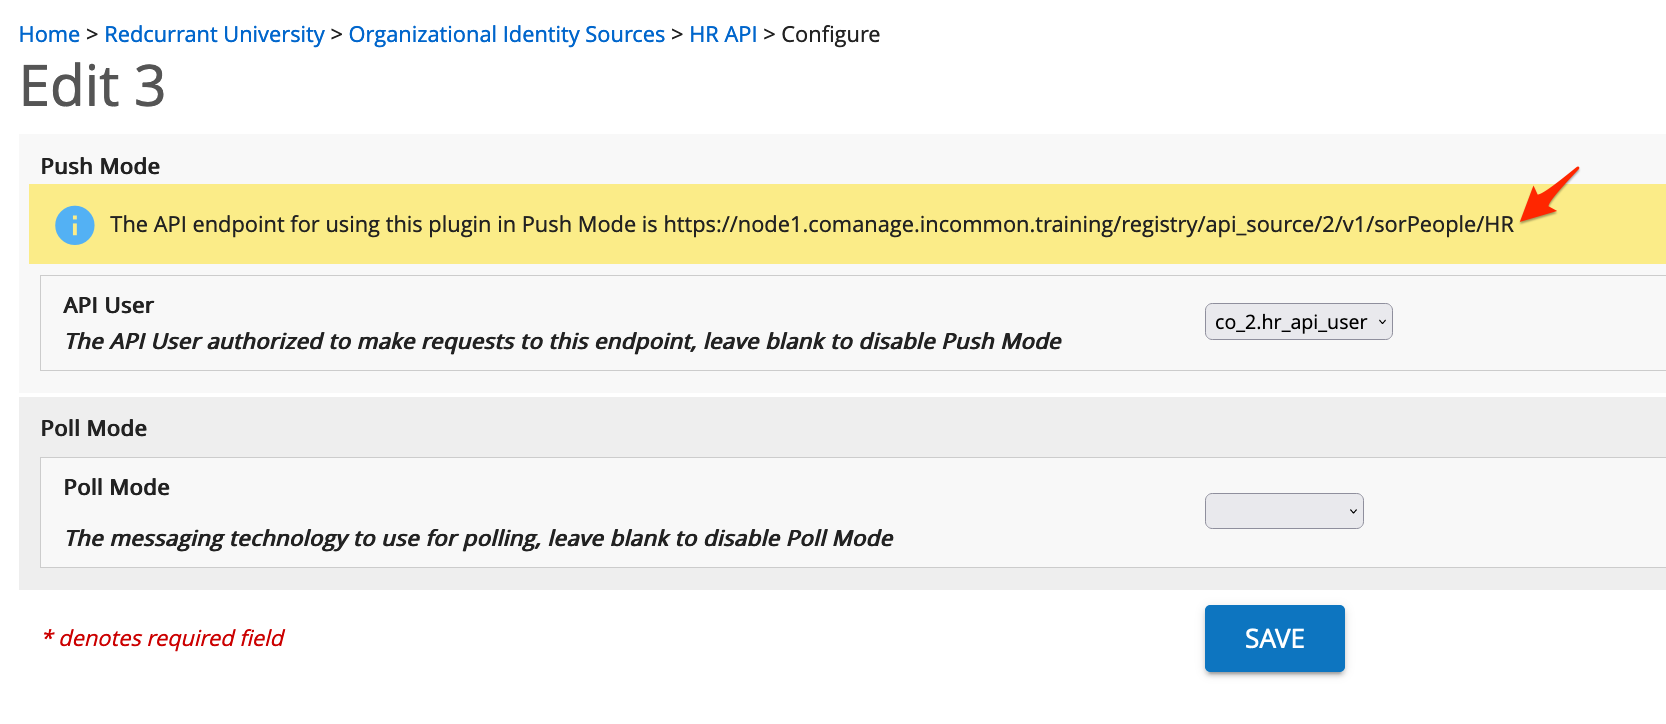 Home > Redcurrant University > Organizational Identity Sources > HR API > Configure
Edit 3
Push Mode
The API endpoint for using this plugin in Push Mode is https://node1.comanage.incommon.training/registry/api_source/2/v1/sorPeople/HR
API User
co_2.hr_api_user
The API User authorized to make requests to this endpoint, leave blank to disable Push Mode
Poll Mode
Poll Mode
The messaging technology to use for polling, leave blank to disable Poll Mode
* denotes required field
SAVE